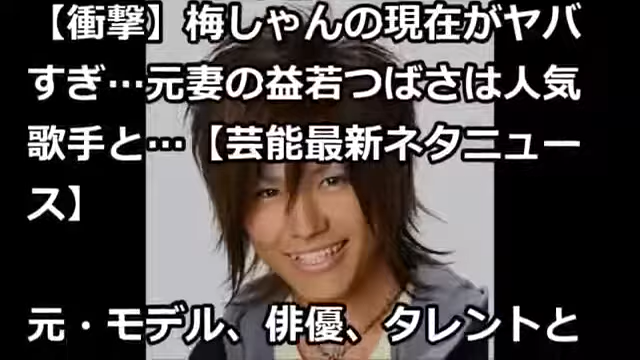 【衝撃】梅しゃんの現在がヤバ
すぎ…元妻の益若つばさは人気
歌手と…【芸能最新ネタニュー
ス】
元・モデル、俳優、タレントと